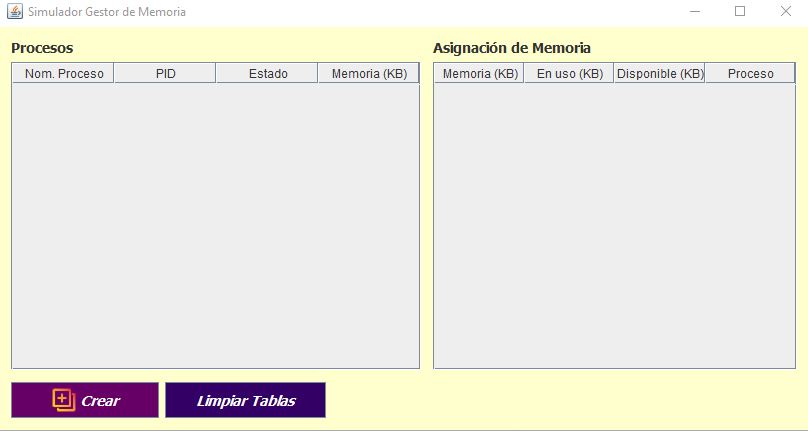 Simulador Gestor de Memoria
Procesos
Nom. Proceso PID Estado Memoria (KB)
Asignación de Memoria
Memoria (KB) En uso (KB) Disponible (KB) Proceso
Crear
Limpiar Tablas